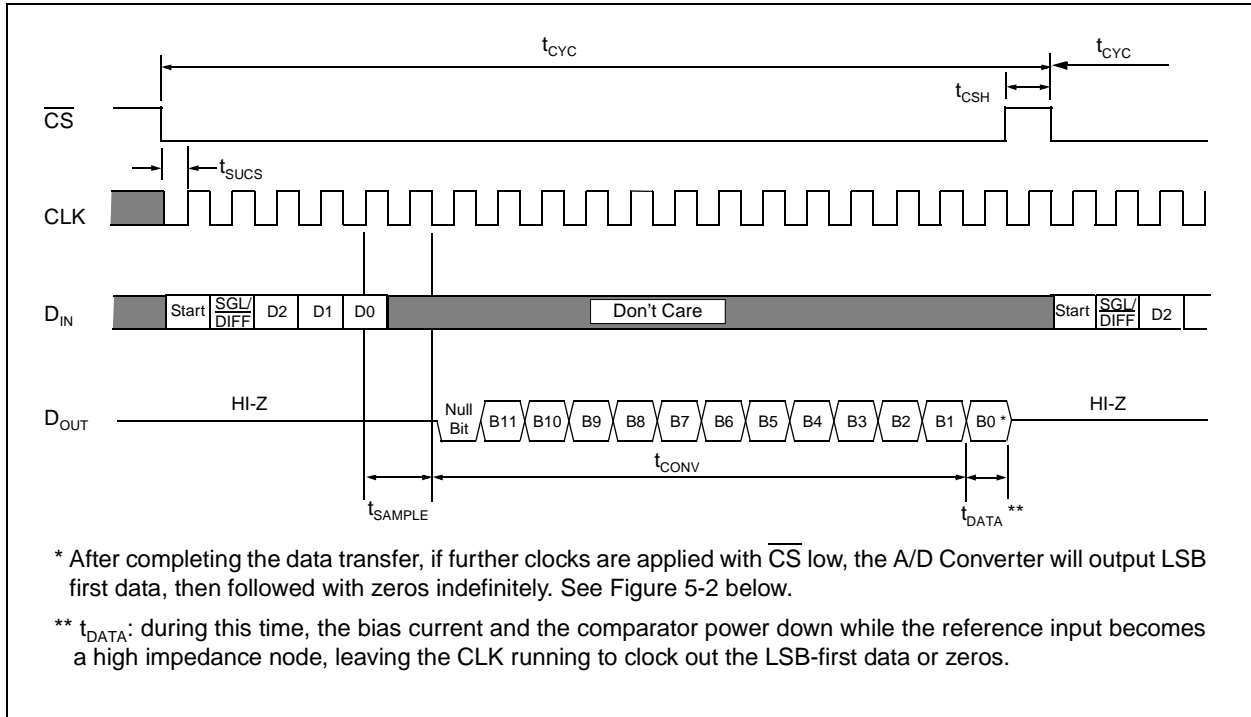 tCYC
tCYC
tCSH
CS
tSUCS
CLK
DIN
Start SGL/DIFF D2 D1 D0 Don't Care Start SGL/DIFF D2
DOUT
HI-Z Null Bit B11 B10 B9 B8 B7 B6 B5 B4 B3 B2 B1 B0 * HI-Z
tCONV
tSAMPLE
tDATA **
* After completing the data transfer, if further clocks are applied with CS low, the A/D Converter will output LSB
first data, then followed with zeros indefinitely. See Figure 5-2 below.
** tDATA: during this time, the bias current and the comparator power down while the reference input becomes
a high impedance node, leaving the CLK running to clock out the LSB-first data or zeros.